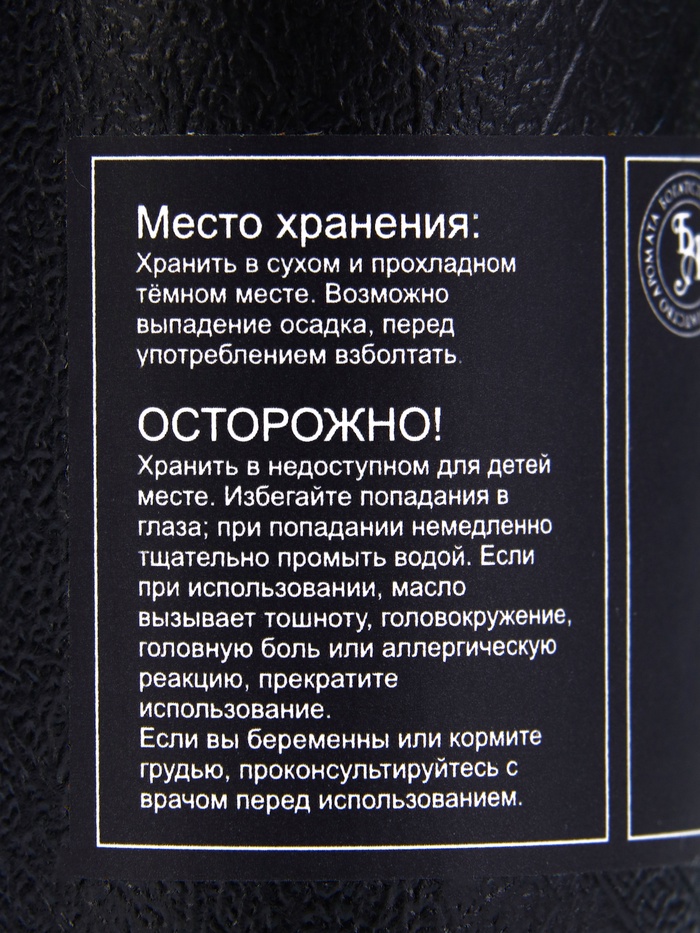 Место хранения:
Хранить в сухом и прохладном
тёмном месте. Возможно
выпадение осадка, перед
употреблением взболтать.
ОСТОРОЖНО!
Хранить в недоступном для детей
месте. Избегайте попадания в
глаза; при попадании немедленно
тщательно промыть водой. Если
при использовании, масло
вызывает тошноту, головокружение,
головную боль или аллергическую
реакцию, прекратите
использование.
Если вы беременны или кормите
грудью, проконсультируйтесь с
врачом перед использованием.
АРОМАТА